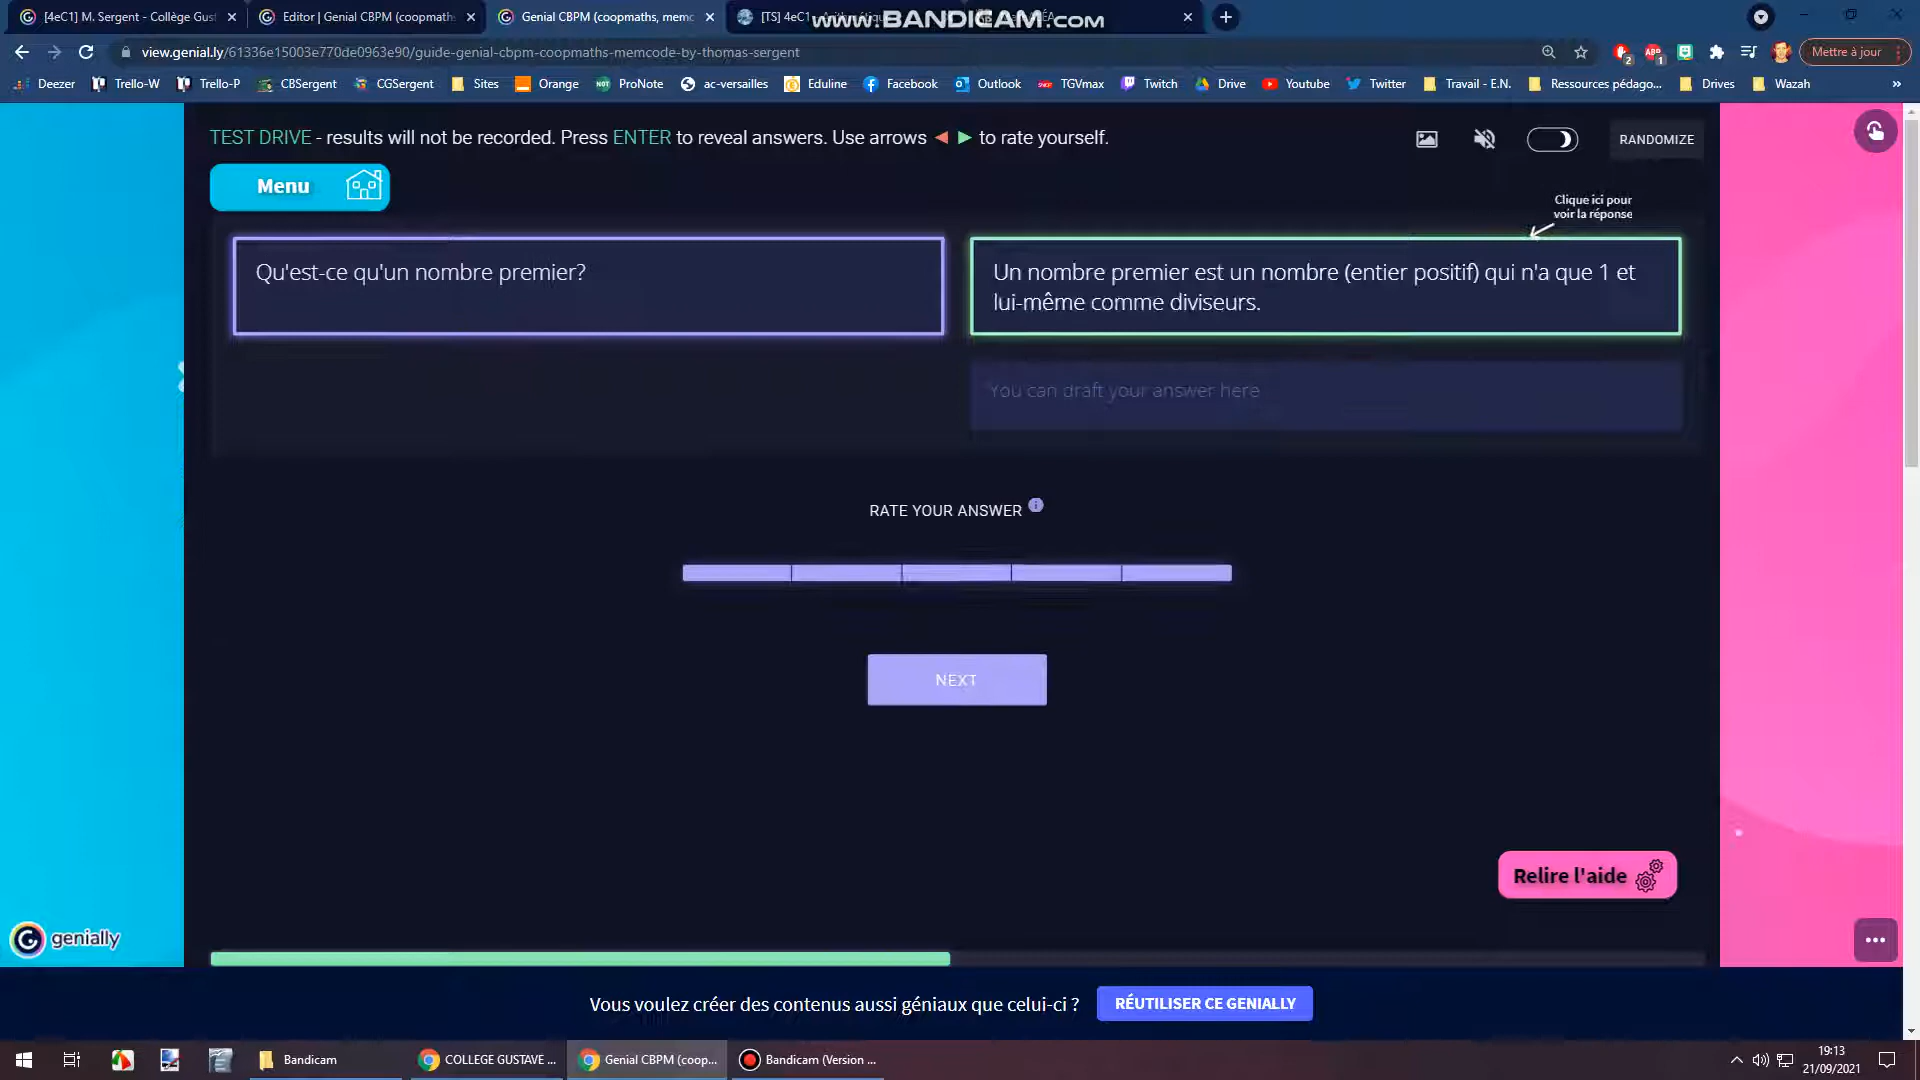 [4eC1] M. Sergent - Collège Gust
Editor | Genial CBPM (coopmaths
Genial CBPM (coopmaths, memc
[TS] 4eC1
www.BANDICAM.com
view.genial.ly/61336e15003e770de0963e90/guide-genial-cbpm-coopmaths-memcode-by-thomas-sergent
Mettre à jour
Deezer
Trello-W
Trello-P
CBSergent
CGSergent
Sites
Orange
ProNote
ac-versailles
Eduline
Facebook
Outlook
TGVmax
Twitch
Drive
Youtube
Twitter
Travail - E.N.
Ressources pédago...
Drives
Wazah
»
TEST DRIVE - results will not be recorded. Press ENTER to reveal answers. Use arrows ◀ ▶ to rate yourself.
RANDOMIZE
Menu
Clique ici pour
voir la réponse
Qu'est-ce qu'un nombre premier?
Un nombre premier est un nombre (entier positif) qui n'a que 1 et
lui-même comme diviseurs.
You can draft your answer here
RATE YOUR ANSWER
NEXT
Relire l'aide
genially
Vous voulez créer des contenus aussi géniaux que celui-ci ?
RÉUTILISER CE GENIALLY
Bandicam
COLLEGE GUSTAVE ...
Genial CBPM (coop...
Bandicam (Version ...
19:13
21/09/2021